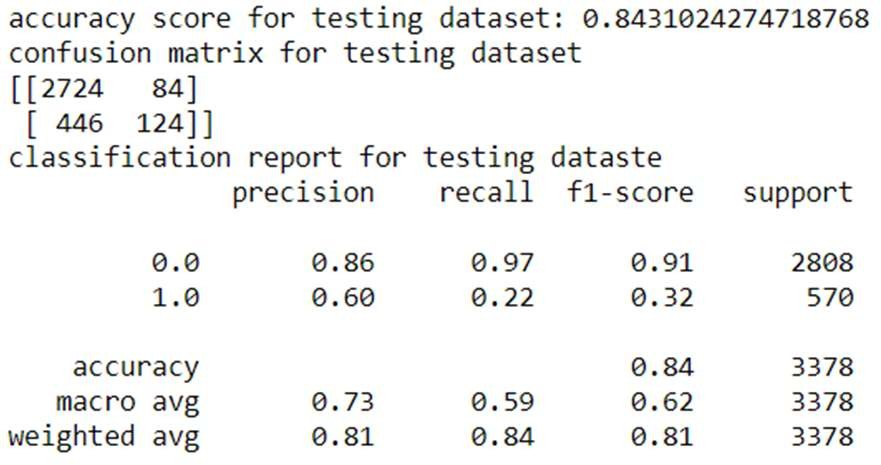 accuracy score for testing dataset: 0.8431024274718768
confusion matrix for testing dataset
[[2724   84]
 [ 446  124]]
classification report for testing dataste
              precision    recall  f1-score   support

         0.0       0.86      0.97      0.91      2808
         1.0       0.60      0.22      0.32       570

    accuracy                           0.84      3378
   macro avg       0.73      0.59      0.62      3378
weighted avg       0.81      0.84      0.81      3378